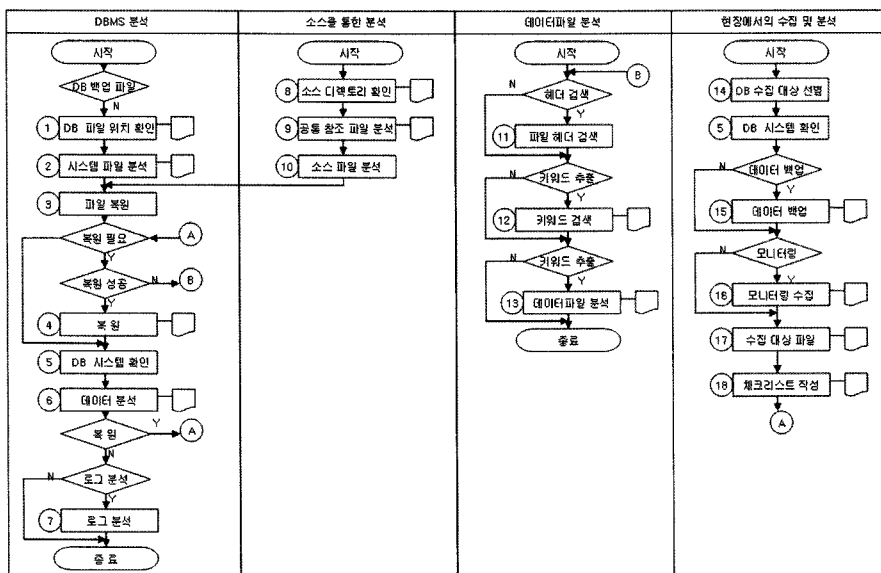 DBMS 분석
시작
DB 백업 파일
N
1 DB 파일 위치 확인
2 시스템 파일 분석
3 파일 복원
복원 필요
A
Y
복원 성공
N
B
Y
4 복 원
5 DB 시스템 확인
6 데이터 분석
복 원
Y
A
N
로그 분석
N
Y
7 로그 분석
종 료
소스를 통한 분석
시작
8 소스 디렉토리 확인
9 공통 참조 파일 분석
10 소스 파일 분석
데이터파일 분석
시작
B
헤더 검색
N
Y
11 파일 헤더 검색
키워드 추출
N
Y
12 키워드 검색
키워드 추출
N
Y
13 데이터파일 분석
종료
현장에서의 수집 및 분석
시작
14 DB 수집 대상 선별
5 DB 시스템 확인
데이터 백업
N
Y
15 데이터 백업
모니터링
N
Y
16 모니터링 수집
17 수집 대상 파일
18 체크리스트 작성
A